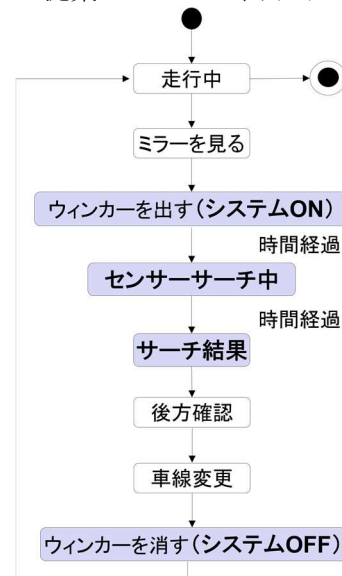 走行中
ミラーを見る
ウィンカーを出す(システムON)
時間経過
センサーサーチ中
時間経過
サーチ結果
後方確認
車線変更
ウィンカーを消す(システムOFF)